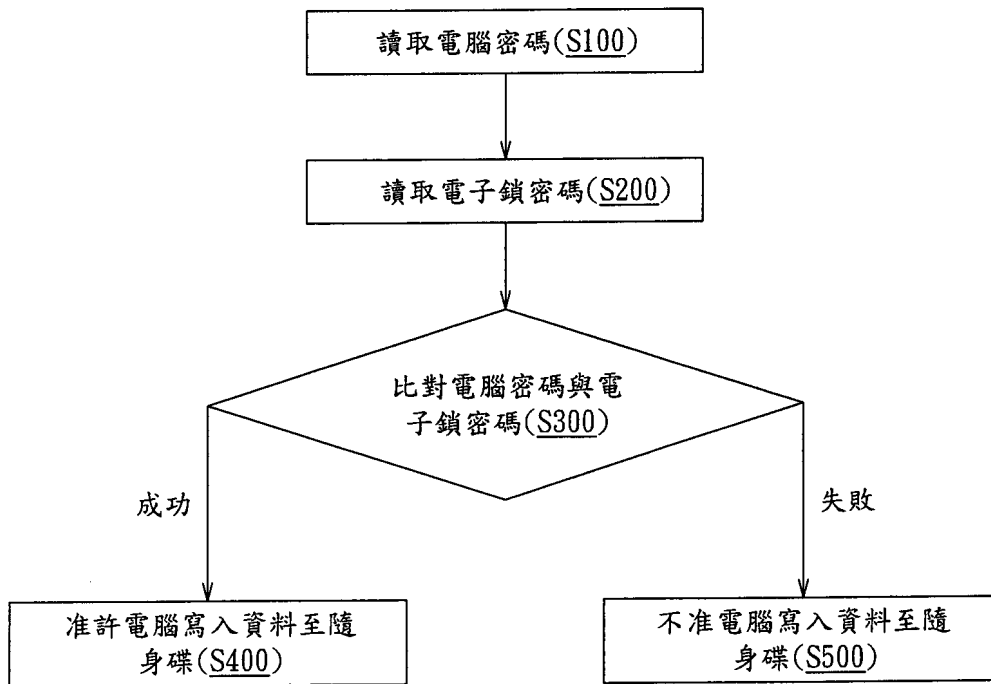 讀取電腦密碼(S100)
讀取電子鎖密碼(S200)
比對電腦密碼與電
子鎖密碼(S300)
成功
失敗
准許電腦寫入資料至隨
身碟(S400)
不准電腦寫入資料至隨
身碟(S500)